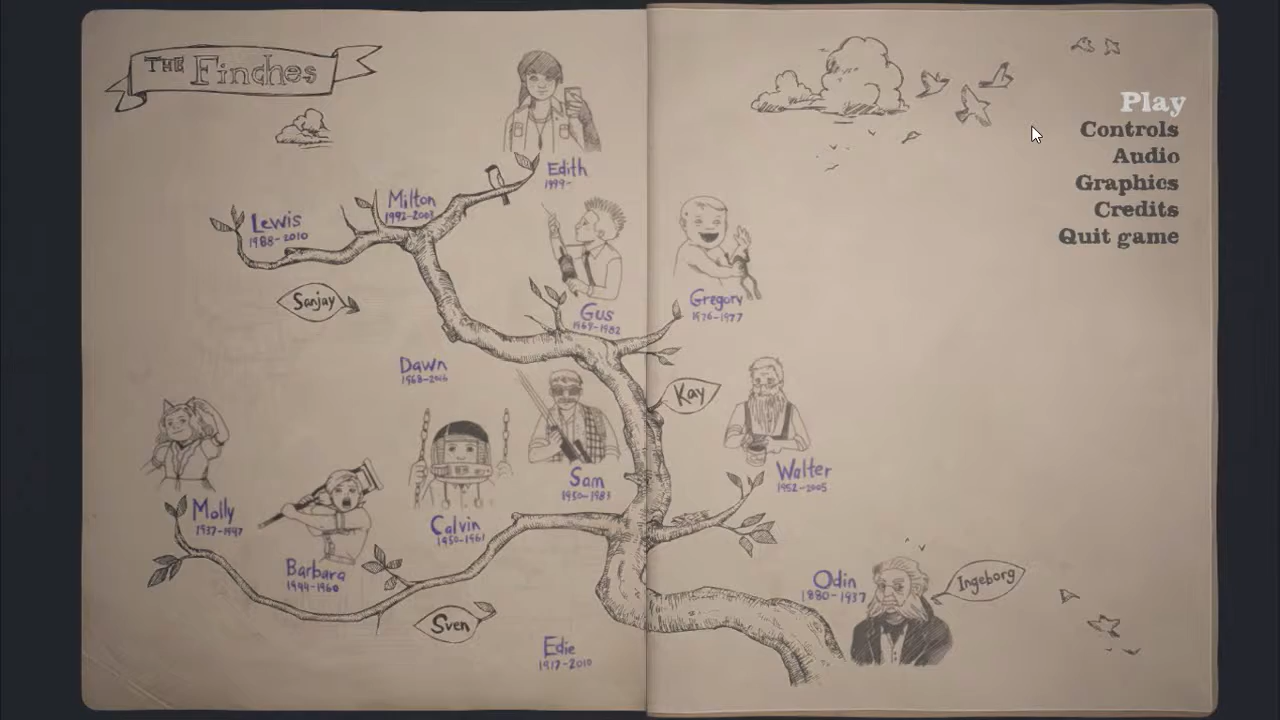 THE Finches
Edith
1999-
Milton
1992-2003
Lewis
1988-2010
Sanjay
Gus
1969-1982
Gregory
1976-1977
Dawn
1968-2016
Kay
Sam
1950-1983
Walter
1952-2005
Molly
1937-1947
Calvin
1950-1961
Barbara
1944-1960
Sven
Edie
1917-2010
Odin
1880-1937
Ingeborg
Play
Controls
Audio
Graphics
Credits
Quit game